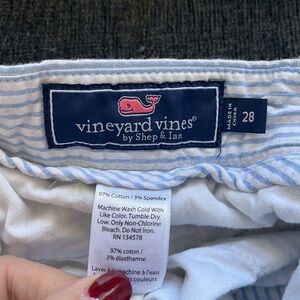 vineyard vines®
by Shep & Ian
MADE IN
CHINA
28
97% Cotton / 3% Spandex
Machine Wash Cold With
Like Color. Tumble Dry
Low. Only Non-Chlorine
Bleach. Do Not Iron.
RN 134578
97% coton /
3% élasthanne
Laver à la machine à l'eau
couleurs